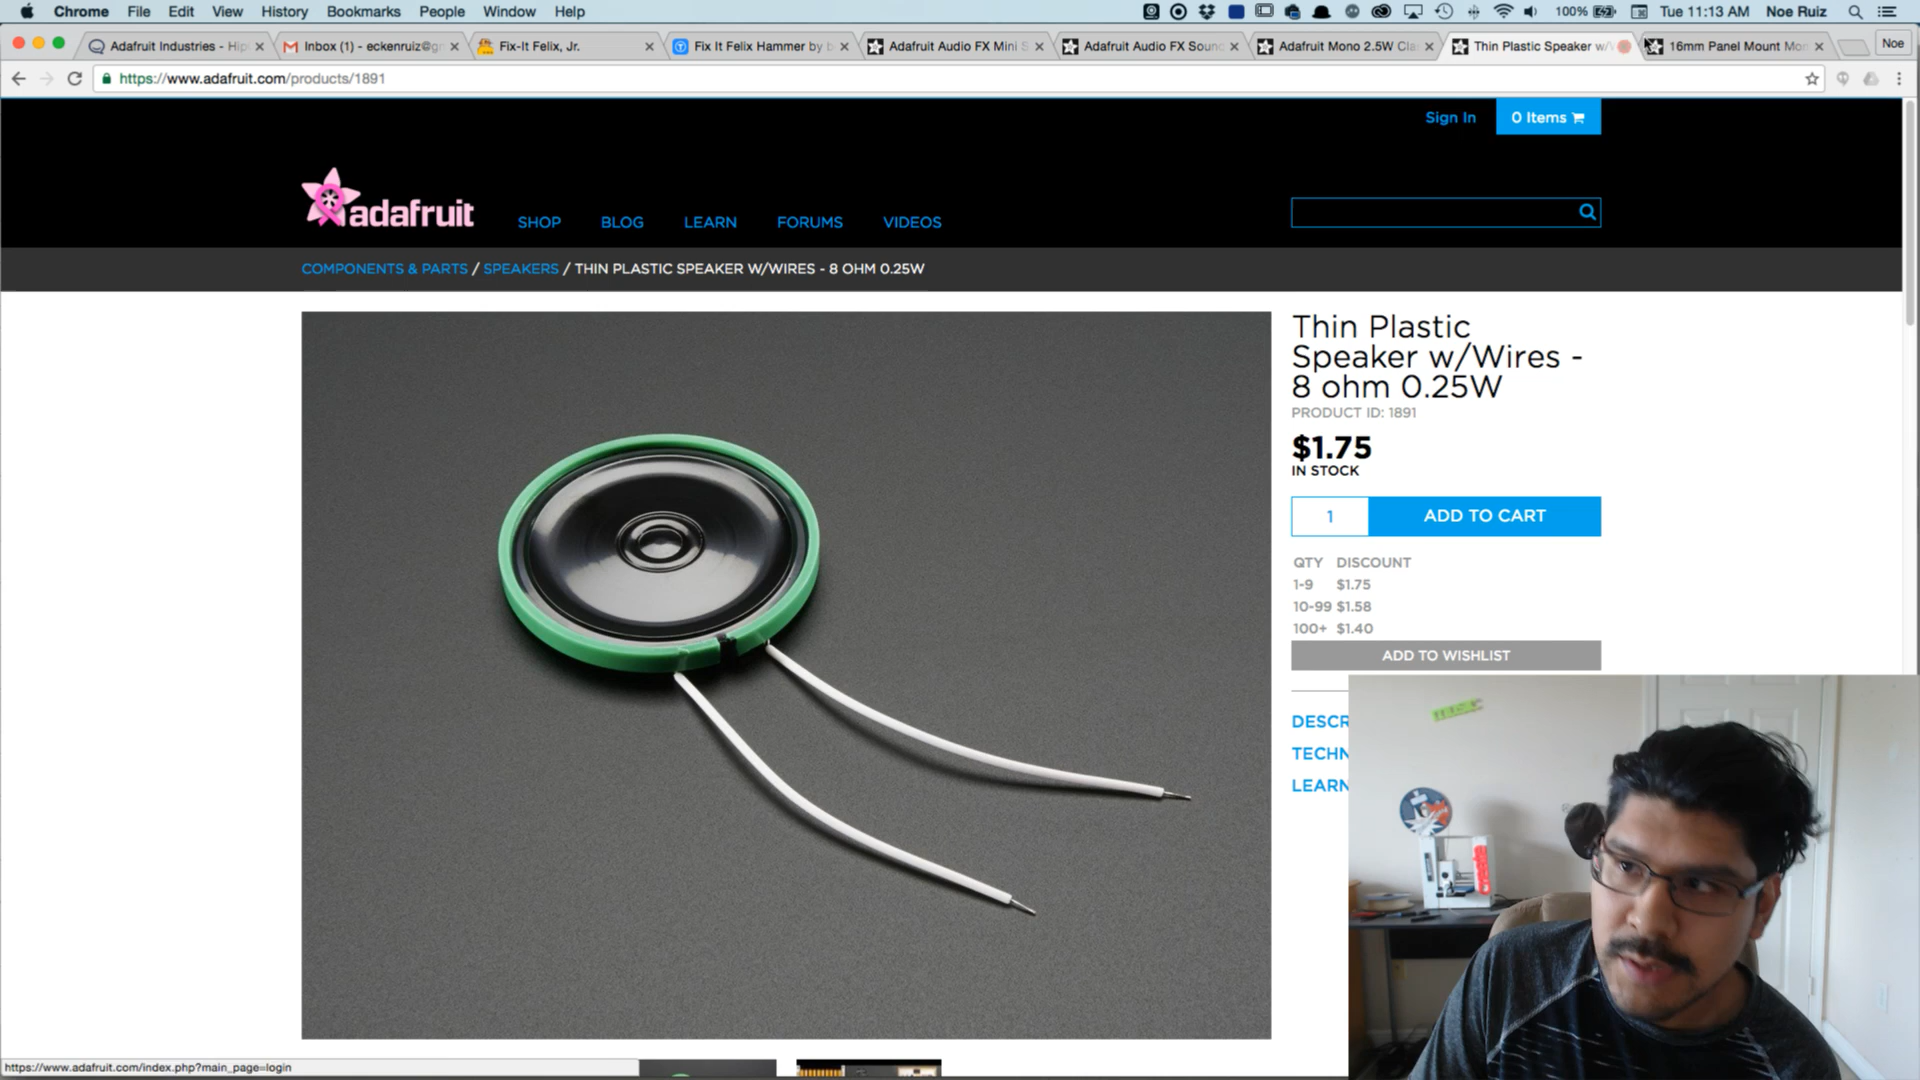 Chrome File Edit View History Bookmarks People Window Help
100% Tue 11:13 AM Noe Ruiz
Adafruit Industries - Hip
Inbox (1) - eckenruiz@gm
Fix-It Felix, Jr.
Fix It Felix Hammer by b
Adafruit Audio FX Mini S
Adafruit Audio FX Sound
Adafruit Mono 2.5W Clas
Thin Plastic Speaker w/
16mm Panel Mount Mom
Noe
https://www.adafruit.com/products/1891
Sign In
0 Items
adafruit
SHOP BLOG LEARN FORUMS VIDEOS
COMPONENTS & PARTS / SPEAKERS / THIN PLASTIC SPEAKER W/WIRES - 8 OHM 0.25W
Thin Plastic
Speaker w/Wires -
8 ohm 0.25W
PRODUCT ID: 1891
$1.75
IN STOCK
1 ADD TO CART
QTY DISCOUNT
1-9 $1.75
10-99 $1.58
100+ $1.40
ADD TO WISHLIST
DESCR
TECHN
LEARN
https://www.adafruit.com/index.php?main_page=login